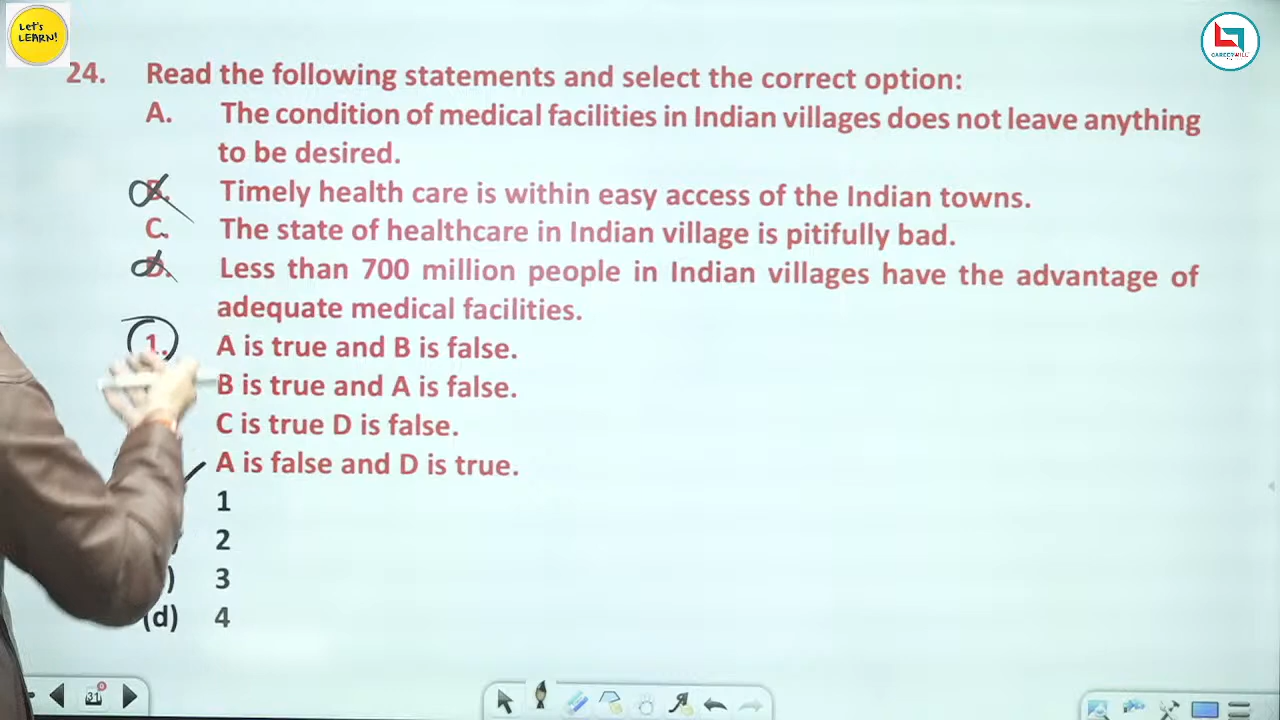 Let's
LEARN!
24. Read the following statements and select the correct option:
A. The condition of medical facilities in Indian villages does not leave anything
to be desired.
B. Timely health care is within easy access of the Indian towns.
C. The state of healthcare in Indian village is pitifully bad.
D. Less than 700 million people in Indian villages have the advantage of
adequate medical facilities.
1. A is true and B is false.
B is true and A is false.
C is true D is false.
A is false and D is true.
1
2
) 3
(d) 4
31